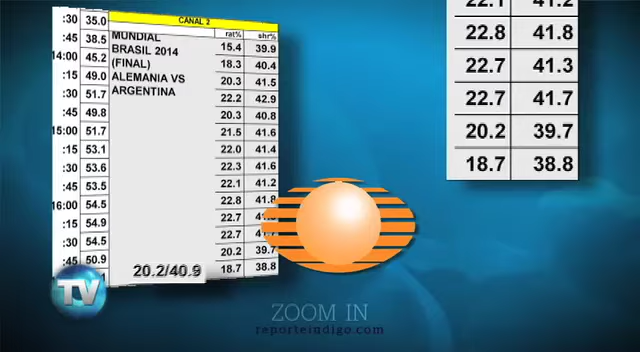 CANAL 2
:30 35.0 rat% shr%
:45 38.5 MUNDIAL 15.4 39.9
14:00 45.2 BRASIL 2014 18.3 40.4
:15 49.0 (FINAL) 20.3 41.5
:30 51.7 ALEMANIA VS 22.2 42.9
:45 51.7 ARGENTINA 20.3 40.8
15:00 51.7 21.5 41.6
:15 53.1 22.0 41.4
:30 53.6 22.3 41.6
:45 53.5 22.1 41.2
16:00 54.9 22.8 41.8
:15 54.5 22.7
:30 50.9 22.7
:45 20.2 39.7
20.2/40.9 18.7 38.8
22.1 41.2
22.8 41.8
22.7 41.3
22.7 41.7
20.2 39.7
18.7 38.8
TV
ZOOM IN
reporteindigo.com